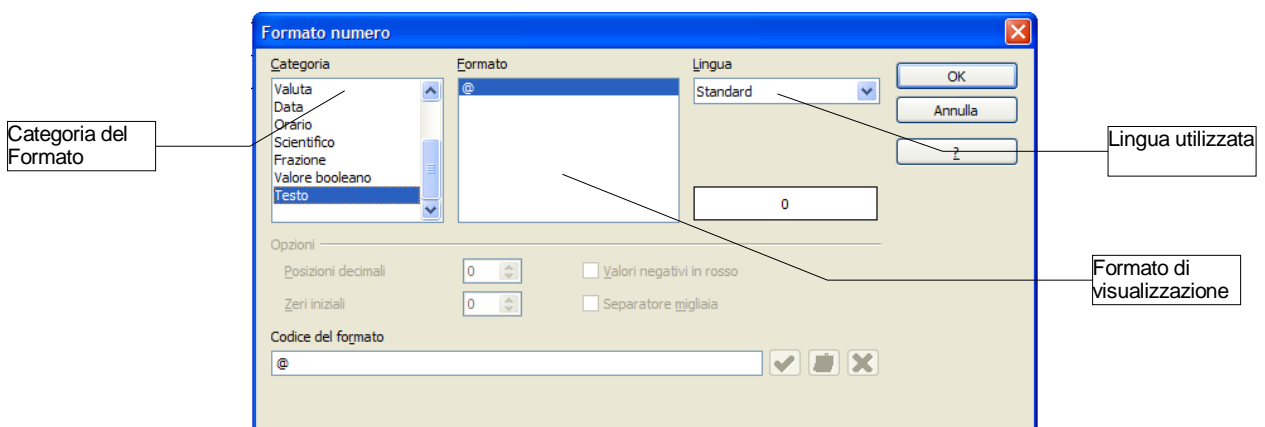 Formato numero
Categoria
Formato
Lingua
Valuta
Data
Orario
Scientifico
Frazione
Valore booleano
Testo
@
Standard
OK
Annulla
?
0
Categoria del
Formato
Lingua utilizzata
Opzioni
Posizioni decimali
0
Valori negativi in rosso
Zeri iniziali
0
Separatore migliaia
Formato di
visualizzazione
Codice del formato
@